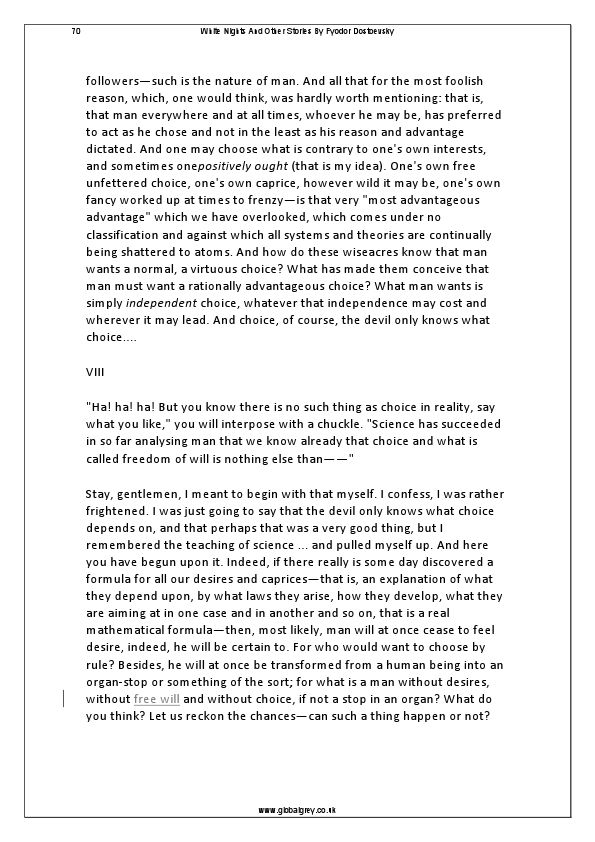 70
White Nights And Other Stories By Fyodor Dostoevsky
followers—such is the nature of man. And all that for the most foolish
reason, which, one would think, was hardly worth mentioning: that is,
that man everywhere and at all times, whoever he may be, has preferred
to act as he chose and not in the least as his reason and advantage
dictated. And one may choose what is contrary to one's own interests,
and sometimes onepositively ought (that is my idea). One's own free
unfettered choice, one's own caprice, however wild it may be, one's own
fancy worked up at times to frenzy—is that very "most advantageous
advantage" which we have overlooked, which comes under no
classification and against which all systems and theories are continually
being shattered to atoms. And how do these wiseacres know that man
wants a normal, a virtuous choice? What has made them conceive that
man must want a rationally advantageous choice? What man wants is
simply independent choice, whatever that independence may cost and
wherever it may lead. And choice, of course, the devil only knows what
choice....
VIII
"Ha! ha! ha! But you know there is no such thing as choice in reality, say
what you like," you will interpose with a chuckle. "Science has succeeded
in so far analysing man that we know already that choice and what is
called freedom of will is nothing else than——"
Stay, gentlemen, I meant to begin with that myself. I confess, I was rather
frightened. I was just going to say that the devil only knows what choice
depends on, and that perhaps that was a very good thing, but I
remembered the teaching of science ... and pulled myself up. And here
you have begun upon it. Indeed, if there really is some day discovered a
formula for all our desires and caprices—that is, an explanation of what
they depend upon, by what laws they arise, how they develop, what they
are aiming at in one case and in another and so on, that is a real
mathematical formula—then, most likely, man will at once cease to feel
desire, indeed, he will be certain to. For who would want to choose by
rule? Besides, he will at once be transformed from a human being into an
organ-stop or something of the sort; for what is a man without desires,
without free will and without choice, if not a stop in an organ? What do
you think? Let us reckon the chances—can such a thing happen or not?
www.globalgrey.co.uk